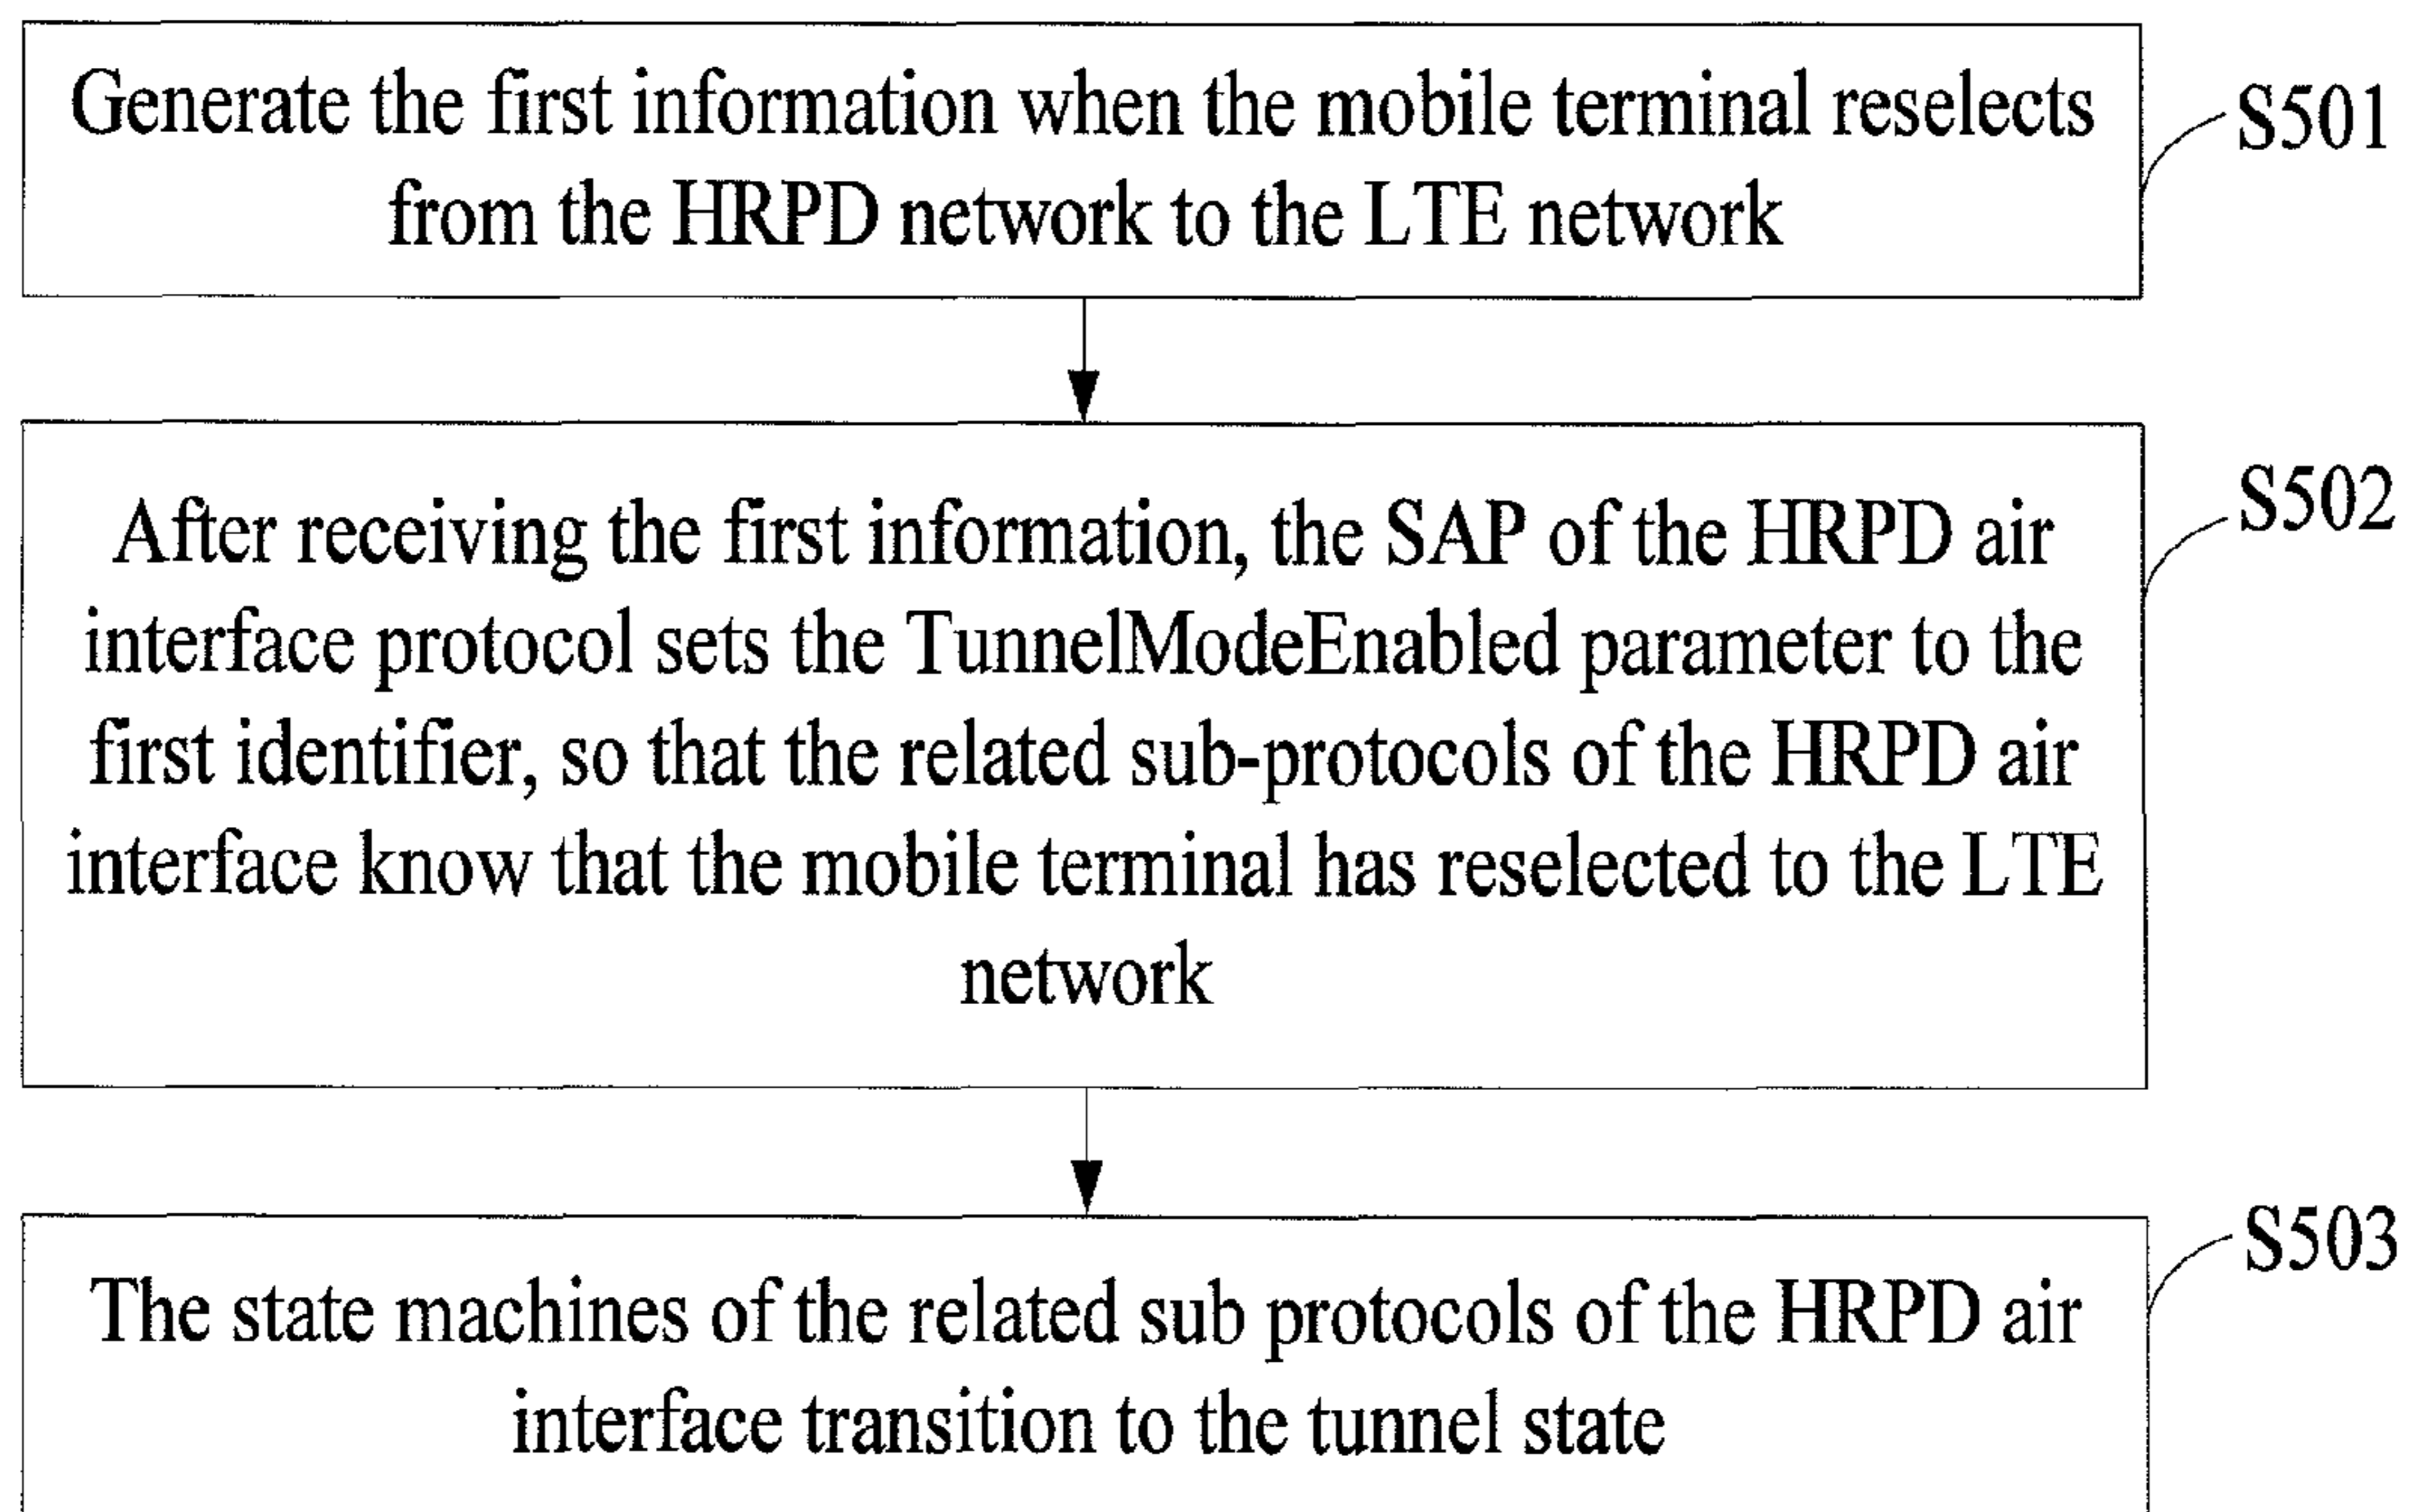 Generate the first information when the mobile terminal reselects
from the HRPD network to the LTE network
S501
After receiving the first information, the SAP of the HRPD air
interface protocol sets the TunnelModeEnabled parameter to the
first identifier, so that the related sub-protocols of the HRPD air
interface know that the mobile terminal has reselected to the LTE
network
S502
The state machines of the related sub protocols of the HRPD air
interface transition to the tunnel state
S503